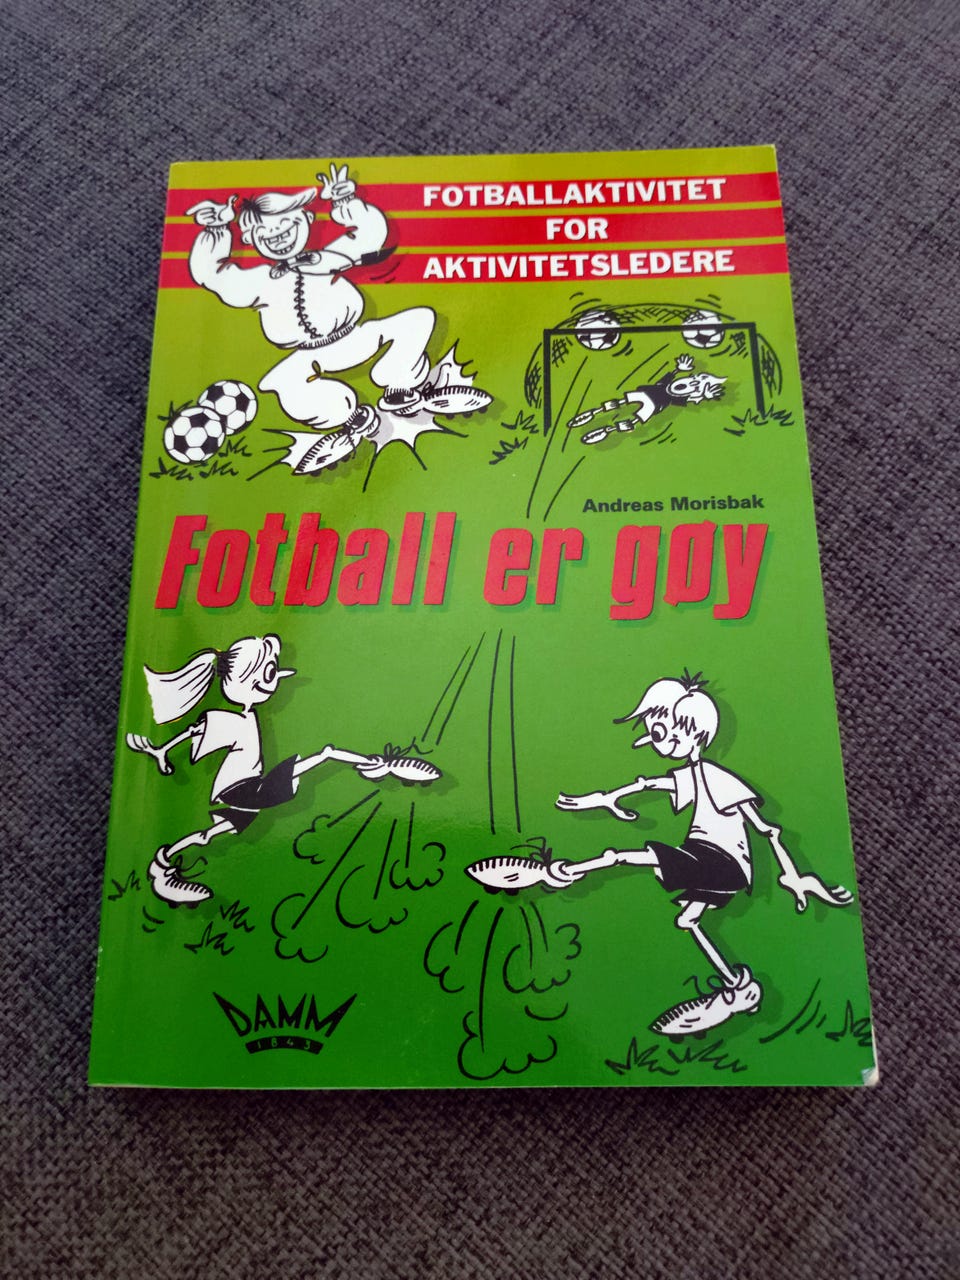 FOTBALLAKTIVITET
FOR
AKTIVITETSLEDERE
Andreas Morisbak
Fotball er gøy
DAMM
1843